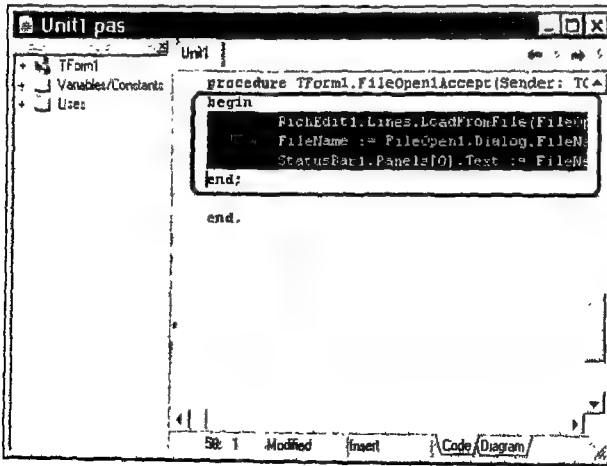 Unit1 pas
TForm1
Variables/Constants
Uses
Unit1
procedure TForm1.FileOpen1Accept(Sender: TC
begin
RichEdit1.Lines.LoadFromFile(FileOp
FileName := FileOpen1.Dialog.FileNa
StatusBar1.Panels[0].Text := FileNa
end;
end.
58: 1 Modified Insert Code Diagram